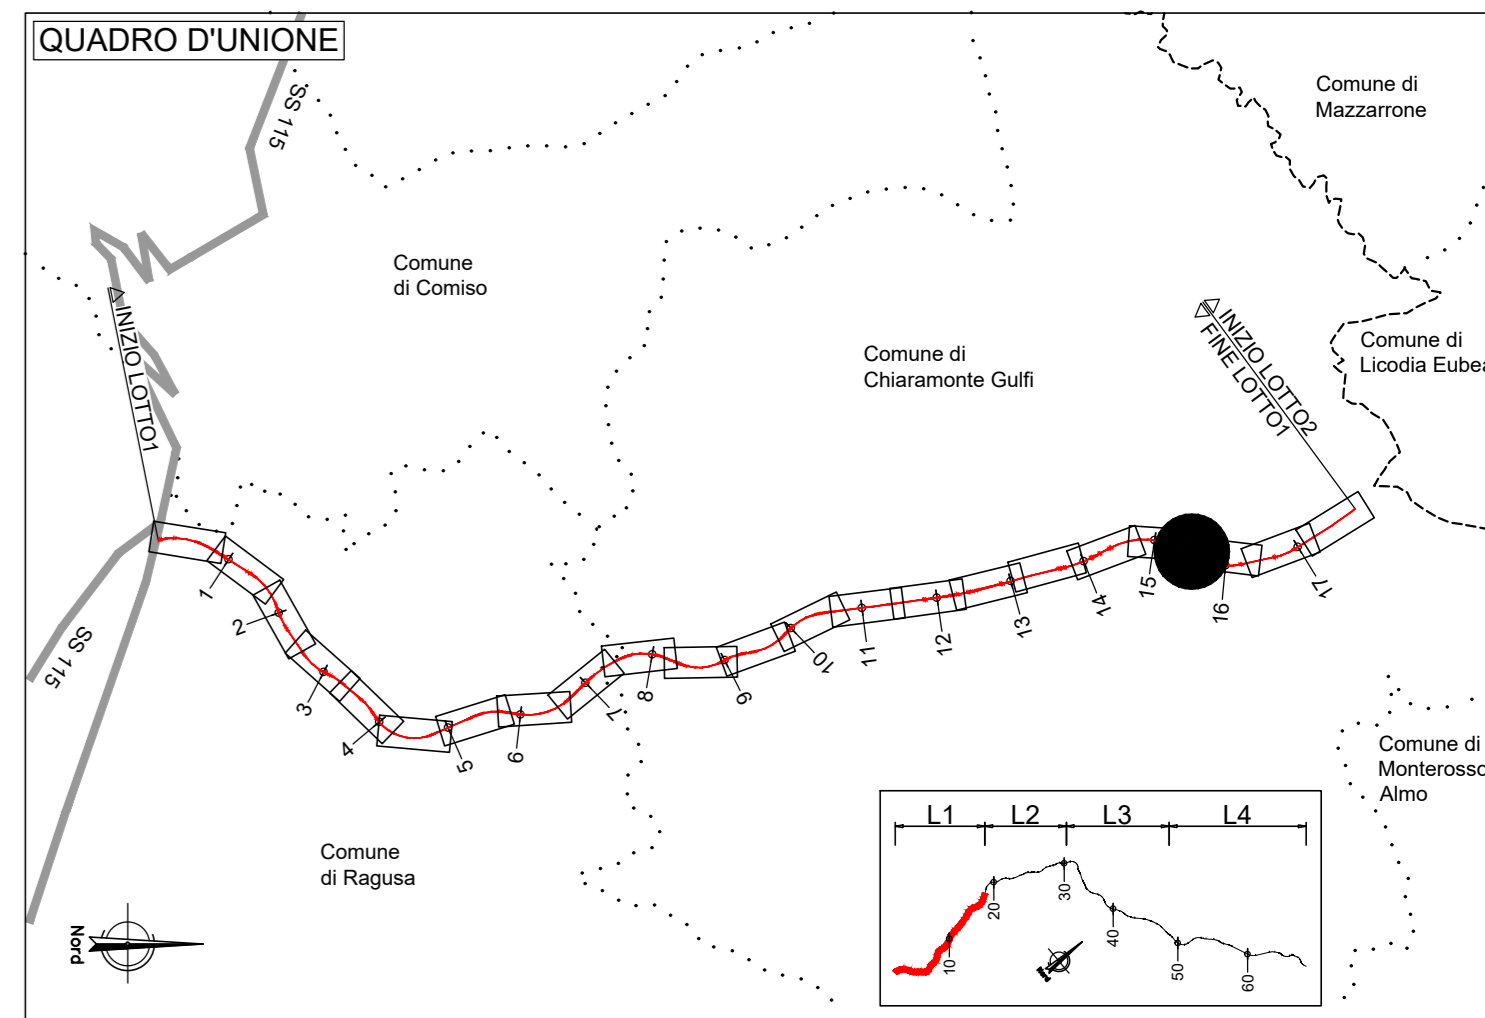 QUADRO D'UNIONE
SS 115
Comune di
Mazzarrone
Comune
di Comiso
INIZIO LOTTO1
Comune di
Chiaramonte Gulfi
INIZIO LOTTO2
FINE LOTTO1
Comune di
Licodia Eubea
1
2
3
4
5
6
7
8
9
10
11
12
13
14
15
16
17
SS 115
Comune di
Monterosso
Almo
Comune
di Ragusa
Nord
L1 L2 L3 L4
10
20
30
40
50
60